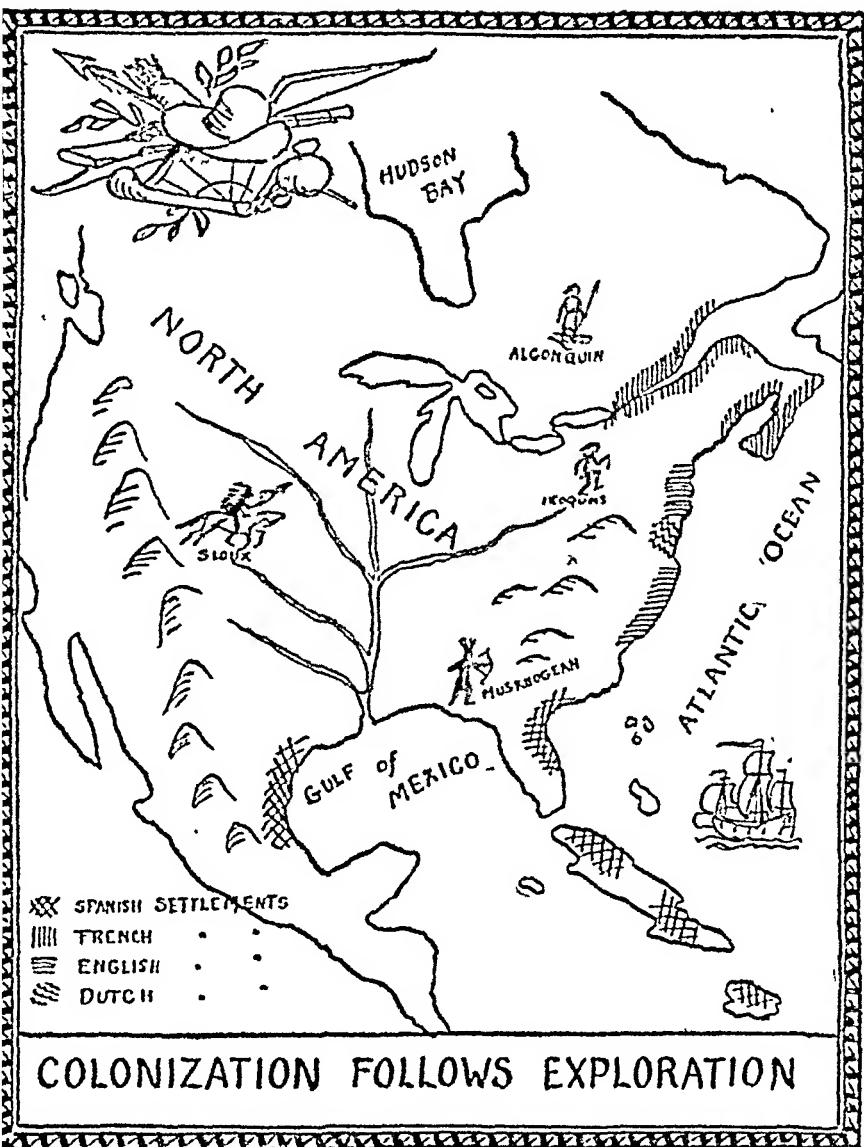 HUDSON
BAY
ALGONQUIN
NORTH
AMERICA
IROQUOIS
SIOUX
OCEAN
ATLANTIC
MUSKHOGEAN
GULF of
MEXICO
SPANISH SETTLEMENTS
FRENCH " "
ENGLISH " "
DUTCH " "
COLONIZATION FOLLOWS EXPLORATION